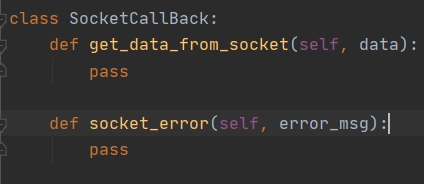 class SocketCallBack:
    def get_data_from_socket(self, data):
        pass
    def socket_error(self, error_msg):
        pass